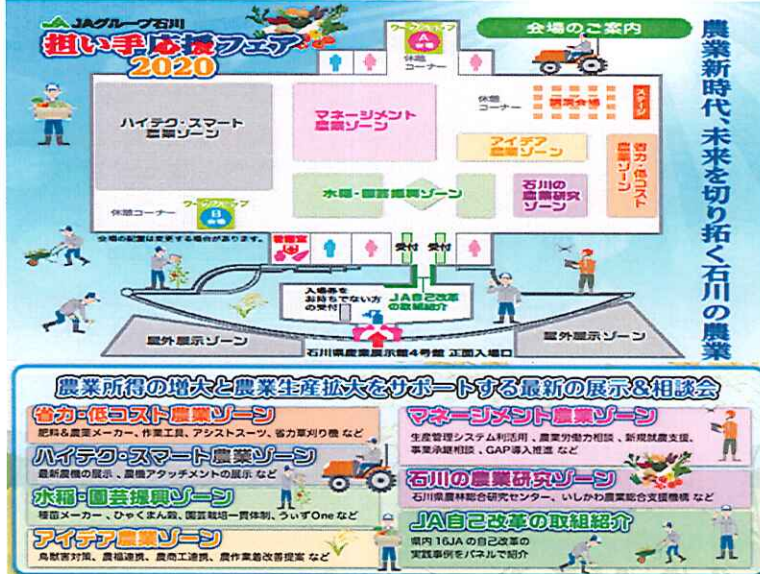 JAグループ石川
担い手応援フェア
2020
会場のご案内
農業新時代、未来を切り拓く石川の農業
ワークショップ
A
会場
休憩
コーナー
休憩
コーナー
講演会場
ステージ
ハイテク・スマート
農業ゾーン
マネージメント
農業ゾーン
アイデア
農業ゾーン
省力・低コスト
農業ゾーン
水稲・園芸振興ゾーン
石川の
農業研究
ゾーン
休憩コーナー
ワークショップ
B
会場
会場の配置は変更する場合があります。
受付
受付
入場券を
お持ちでない方
の受付
JA自己改革
の取組紹介
屋外展示ゾーン
屋外展示ゾーン
石川県産業展示館4号館 正面入場口
農業所得の増大と農業生産拡大をサポートする最新の展示&相談会
省力・低コスト農業ゾーン
肥料&農薬メーカー、作業工具、アシストスーツ、省力草刈り機 など
ハイテク・スマート農業ゾーン
最新農機の展示、農機アタッチメントの展示 など
水稲・園芸振興ゾーン
種苗メーカー、ひゃくまん穀、園芸栽培一貫体制、うぃずOne など
アイデア農業ゾーン
鳥獣害対策、農福連携、農商工連携、農作業着改善提案 など
マネージメント農業ゾーン
生産管理システム利活用、農業労働力相談、新規就農支援、
事業承継相談、GAP導入推進 など
石川の農業研究ゾーン
石川県農林総合研究センター、いしかわ農業総合支援機構 など
JA自己改革の取組紹介
県内16JAの自己改革の
実践事例をパネルで紹介